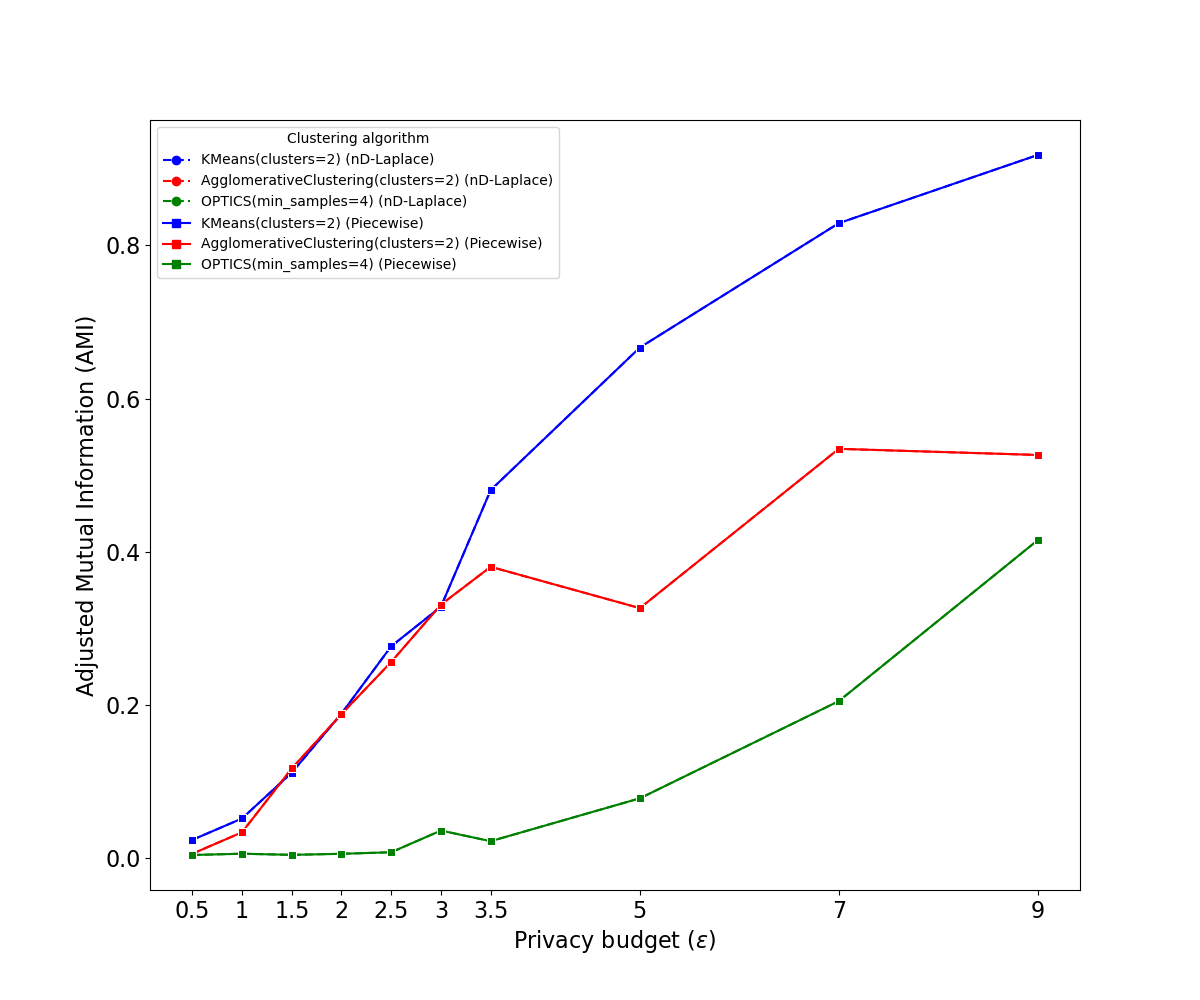 Clustering algorithm
KMeans(clusters=2) (nD-Laplace)
AgglomerativeClustering(clusters=2) (nD-Laplace)
OPTICS(min_samples=4) (nD-Laplace)
KMeans(clusters=2) (Piecewise)
AgglomerativeClustering(clusters=2) (Piecewise)
OPTICS(min_samples=4) (Piecewise)
Adjusted Mutual Information (AMI)
0.8
0.6
0.4
0.2
0.0
0.5 1 1.5 2 2.5 3 3.5 5 7 9
Privacy budget (ε)